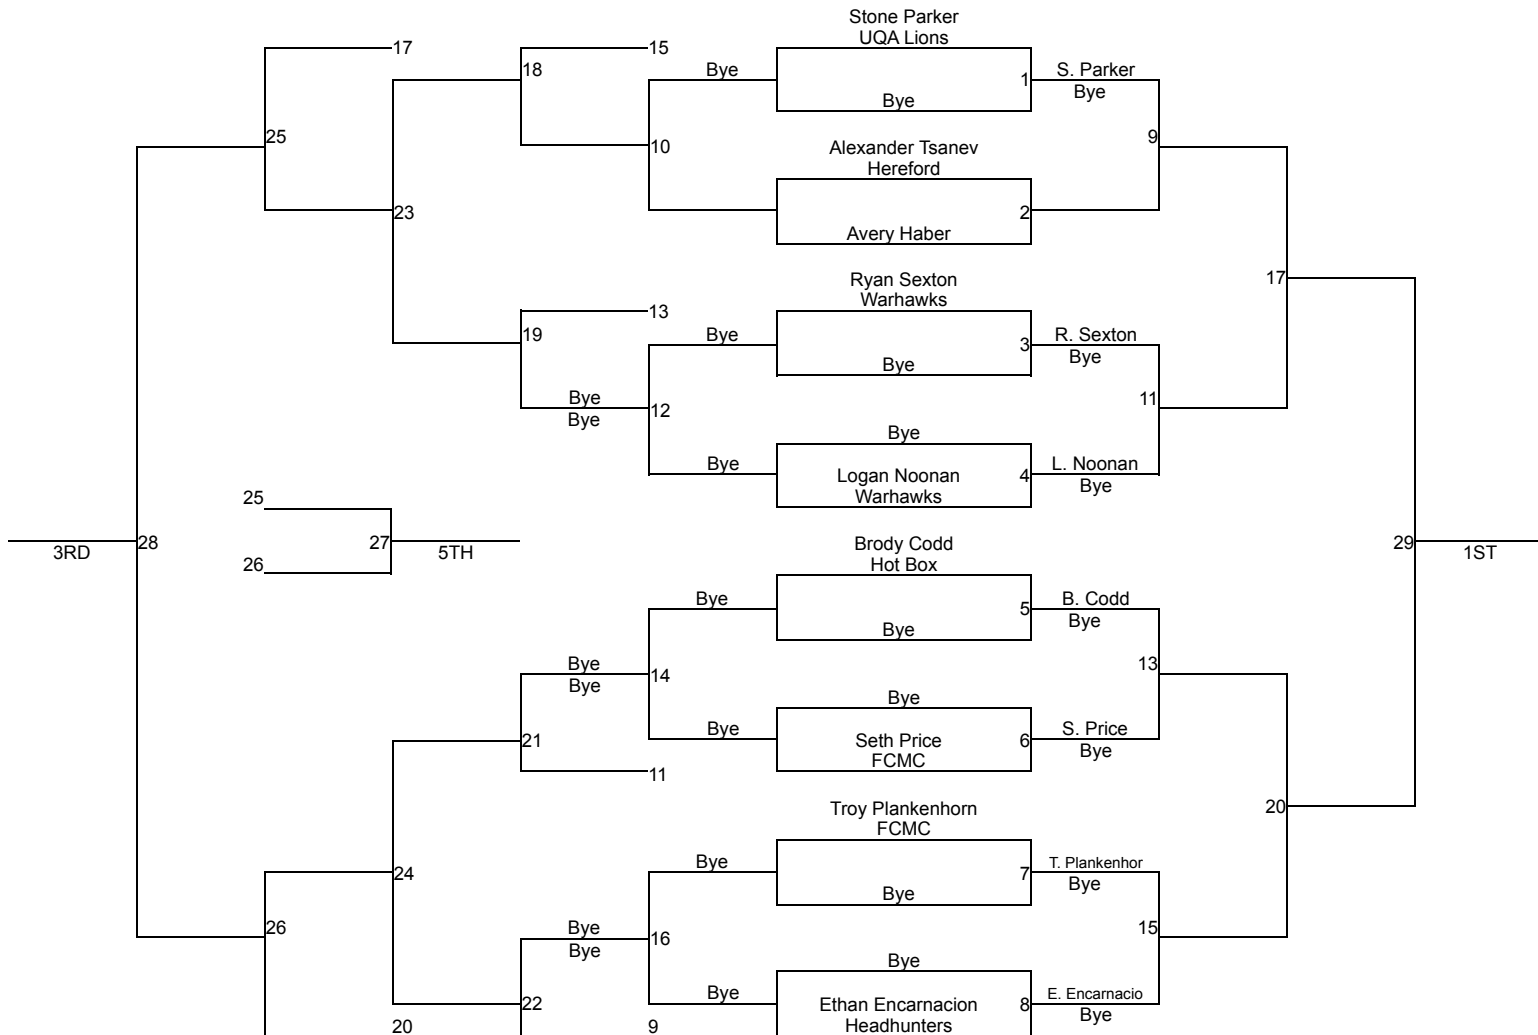 Stone Parker
UQA Lions
17
15
18
Bye
1
S. Parker
Bye
Bye
25
10
Alexander Tsanev
Hereford
9
23
2
Avery Haber
Ryan Sexton
Warhawks
17
13
19
Bye
3
R. Sexton
Bye
Bye
Bye
Bye
12
11
Bye
Bye
Logan Noonan
Warhawks
4
L. Noonan
Bye
25
3RD
28
27
5TH
26
Brody Codd
Hot Box
29
1ST
Bye
5
B. Codd
Bye
Bye
Bye
Bye
14
13
Bye
Bye
Seth Price
FCMC
6
S. Price
Bye
21
11
Troy Plankenhorn
FCMC
20
24
Bye
7
T. Plankenhor
Bye
Bye
26
Bye
Bye
16
15
Bye
Bye
Ethan Encarnacion
Headhunters
8
E. Encarnacio
Bye
22
20
9